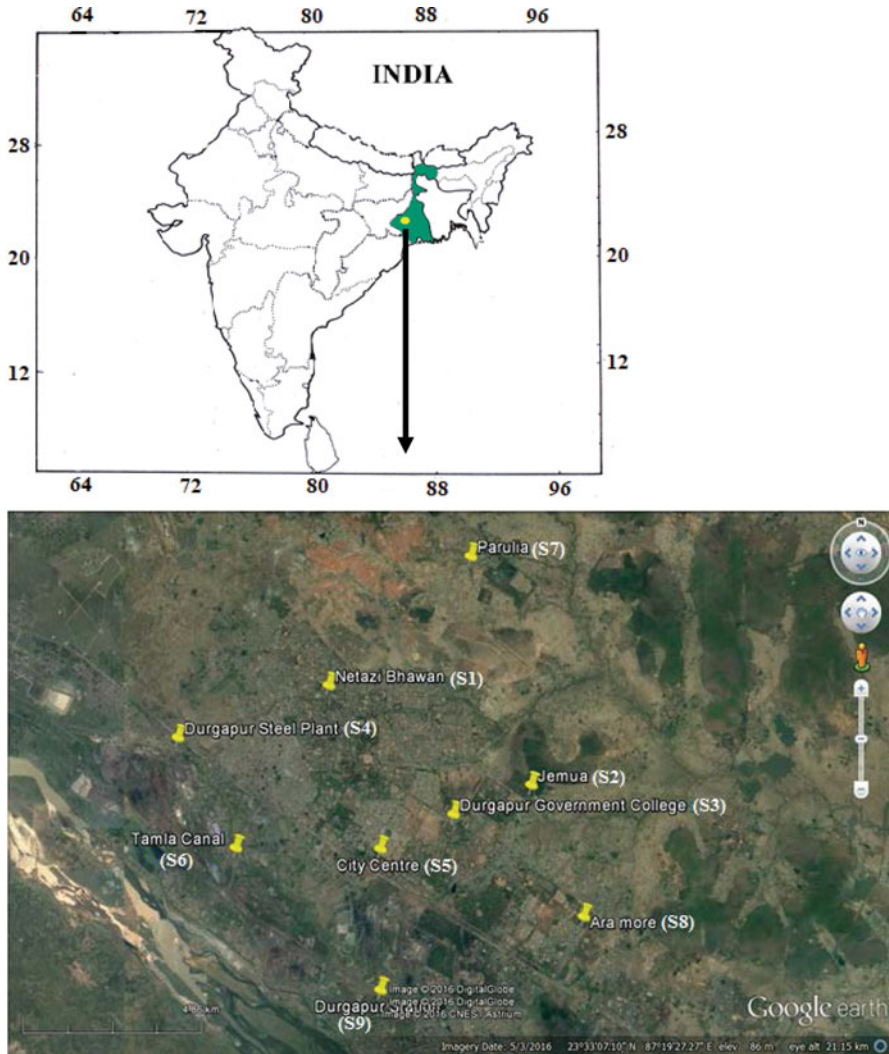 64 72 80 88 96
INDIA
28 28
20 20
12 12
64 72 80 88 96
N
Parulia (S7)
Netazi Bhawan (S1)
Durgapur Steel Plant (S4)
Jemua (S2)
Durgapur Government College (S3)
Tamla Canal
(S6)
City Centre (S5)
Ara more (S8)
Image © 2016 DigitalGlobe
Durgapur Station
Image © 2016 DigitalGlobe
Image © 2016 CNES / Astrium
(S9)
km
Google earth
Imagery Date: 5/3/2016 23°33'07.10" N 87°19'27.27" E elev 86 m eye alt 21.15 km